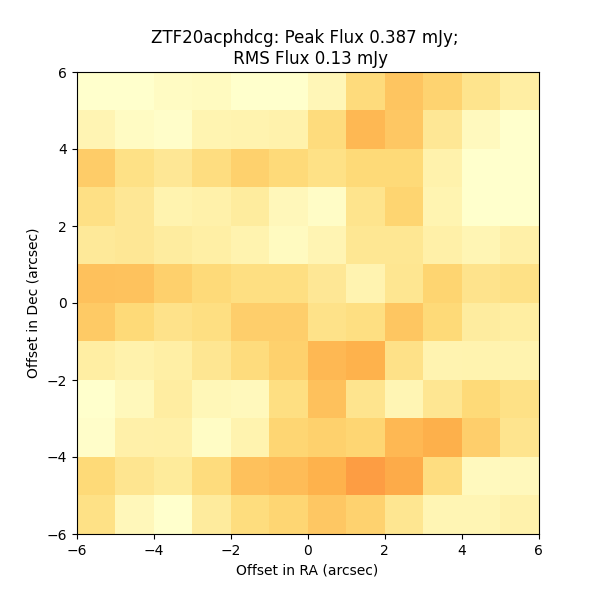 ZTF20acphdcg: Peak Flux 0.387 mJy;
RMS Flux 0.13 mJy
6
4
2
0
−2
−4
−6
Offset in Dec (arcsec)
−6 −4 −2 0 2 4 6
Offset in RA (arcsec)